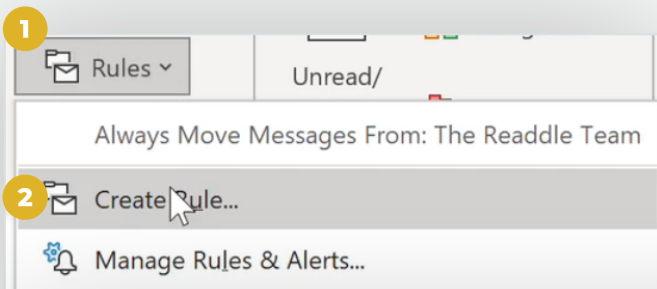 1
Rules
Unread/
Always Move Messages From: The Readdle Team
2
Create Rule...
Manage Rules & Alerts...